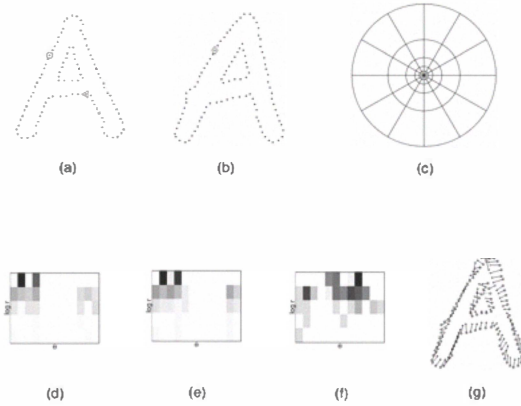 (a) (b) (c)
log r θ log r θ log r θ
(d) (e) (f) (g)